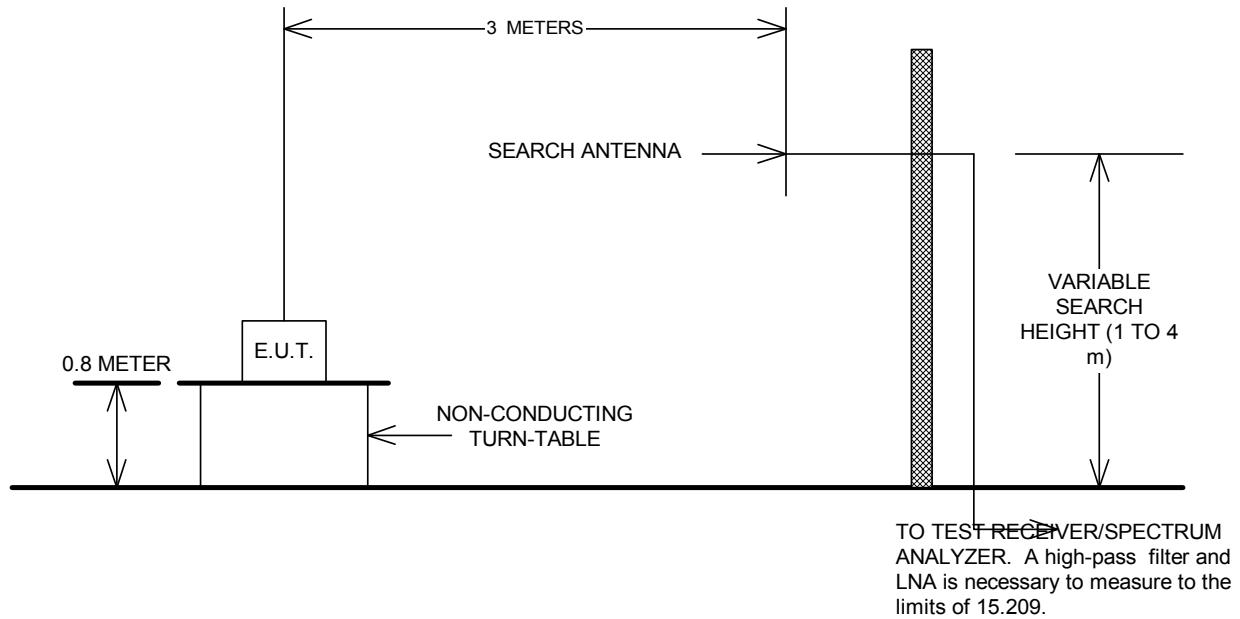 3 METERS
SEARCH ANTENNA
VARIABLE
SEARCH
HEIGHT (1 TO 4
m)
E.U.T.
0.8 METER
NON-CONDUCTING
TURN-TABLE
TO TEST RECEIVER/SPECTRUM
ANALYZER. A high-pass filter and
LNA is necessary to measure to the
limits of 15.209.